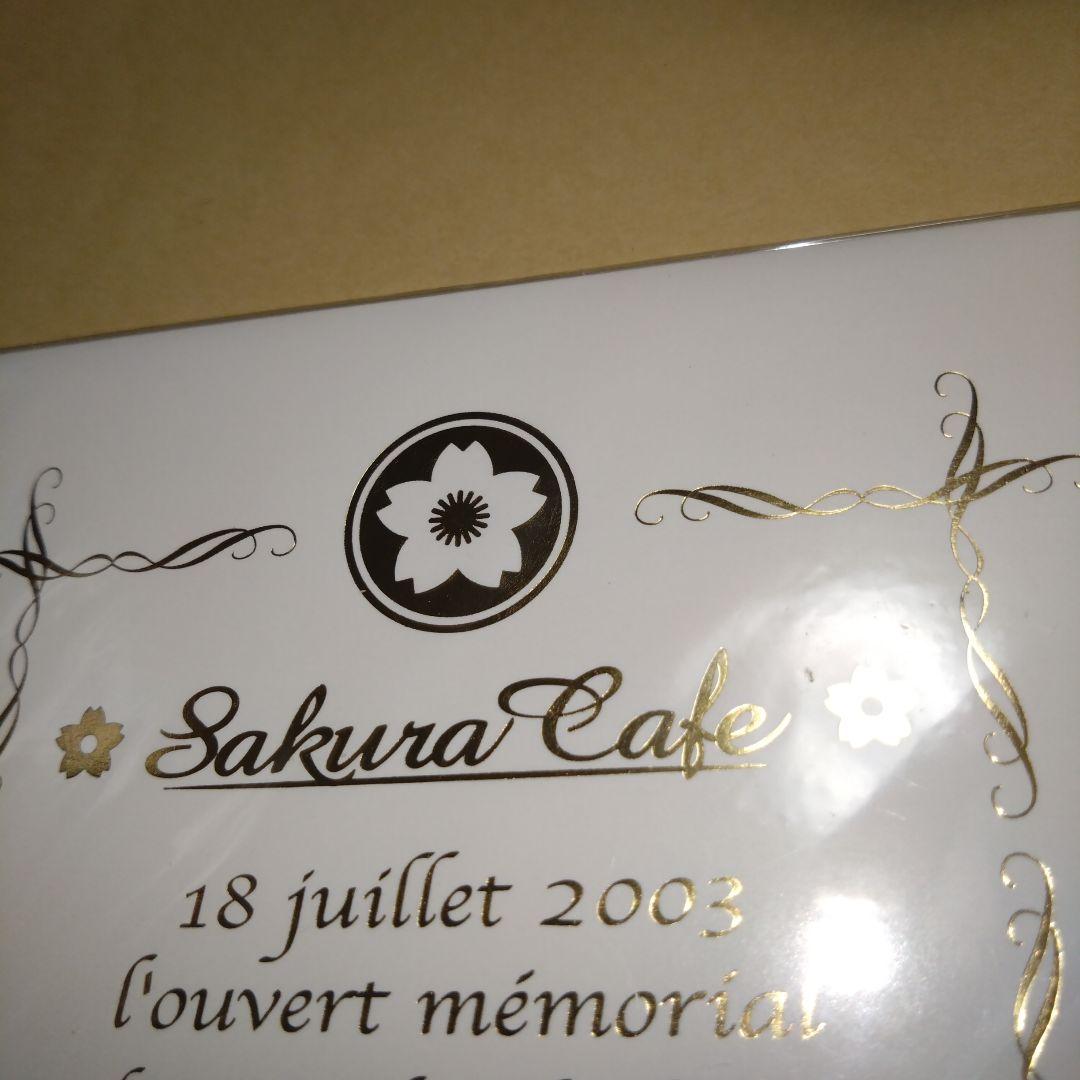 Sakura Cafe
18 juillet 2003
l'ouvert mémorial